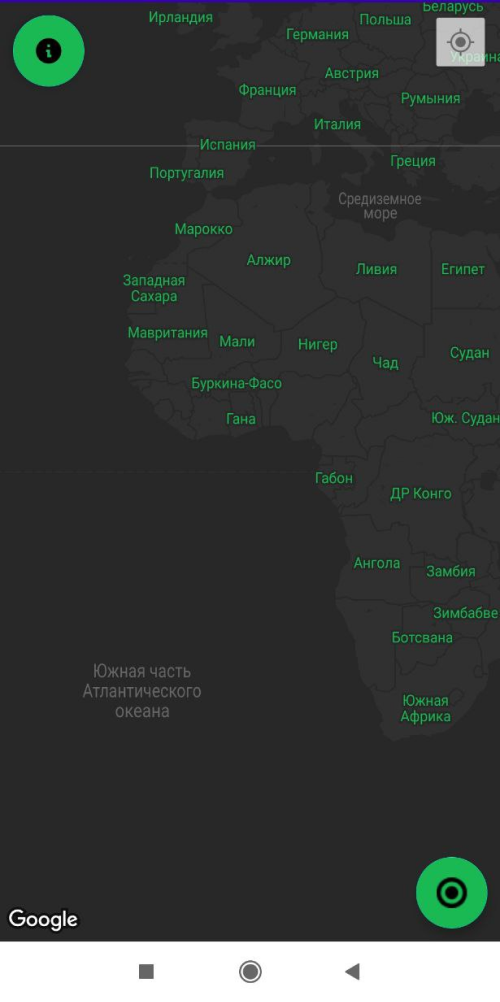 Беларусь
Ирландия
Польша
Германия
Украина
Австрия
Франция
Румыния
Италия
Испания
Греция
Португалия
Средиземное
море
Марокко
Алжир
Ливия
Египет
Западная
Сахара
Мавритания
Мали
Нигер
Судан
Чад
Буркина-Фасо
Гана
Юж. Судан
Габон
ДР Конго
Ангола
Замбия
Зимбабве
Ботсвана
Южная часть
Атлантического
океана
Южная
Африка
Google